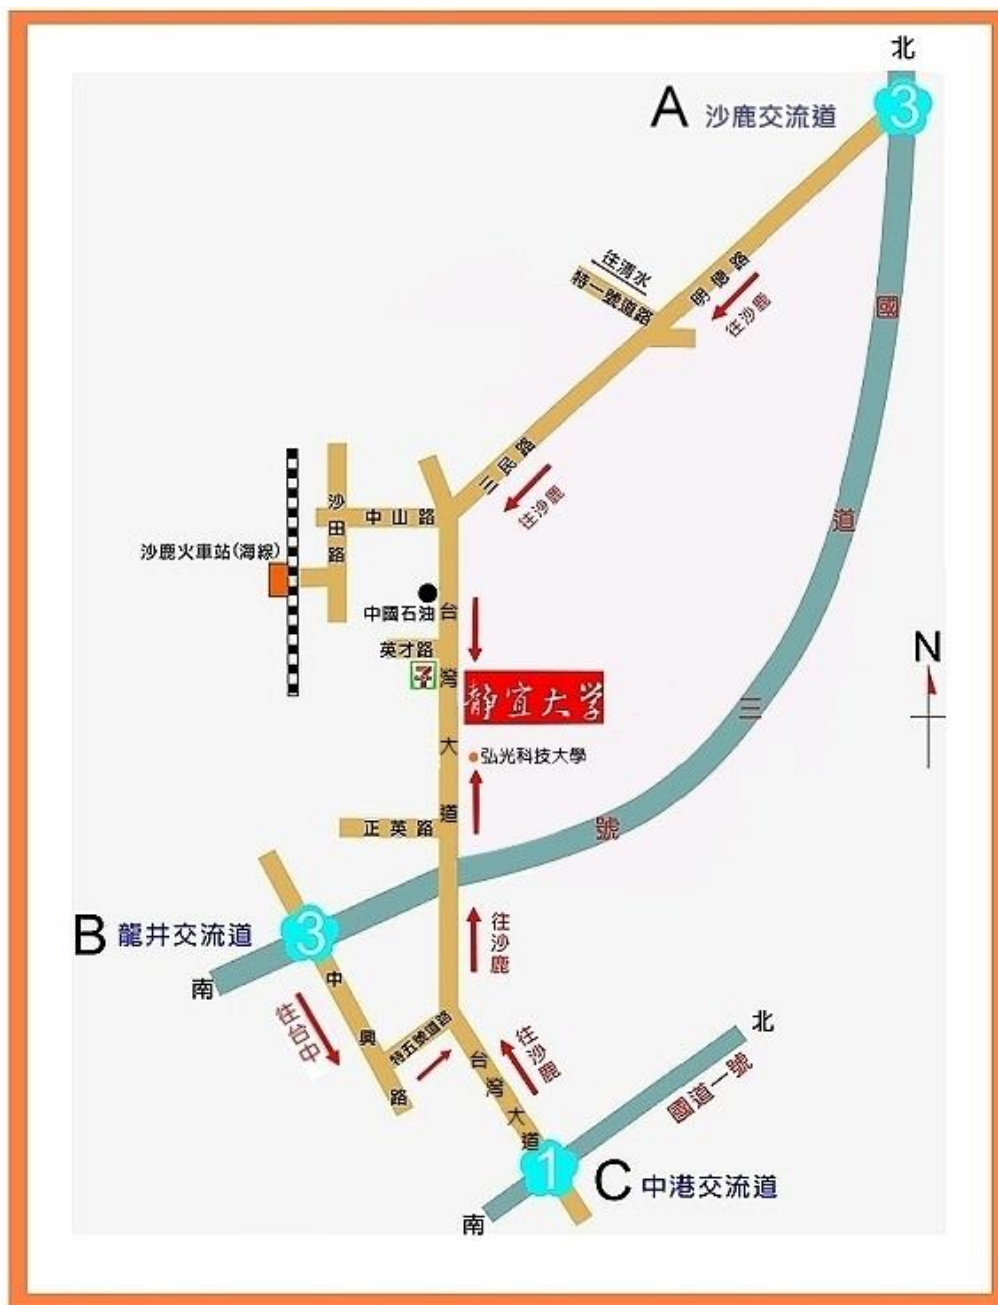 北
A 沙鹿交流道
3
往清水
特一號道路
明德路
往沙鹿
國道三號
三民路
往沙鹿
沙田路
中山路
沙鹿火車站(海線)
中國石油
台灣大道
英才路
7
靜宜大学
N
弘光科技大學
正英路
B 龍井交流道
3
南
往沙鹿
中興路
往台中
特五號道路
台灣大道
往沙鹿
北
國道一號
1
C 中港交流道
南